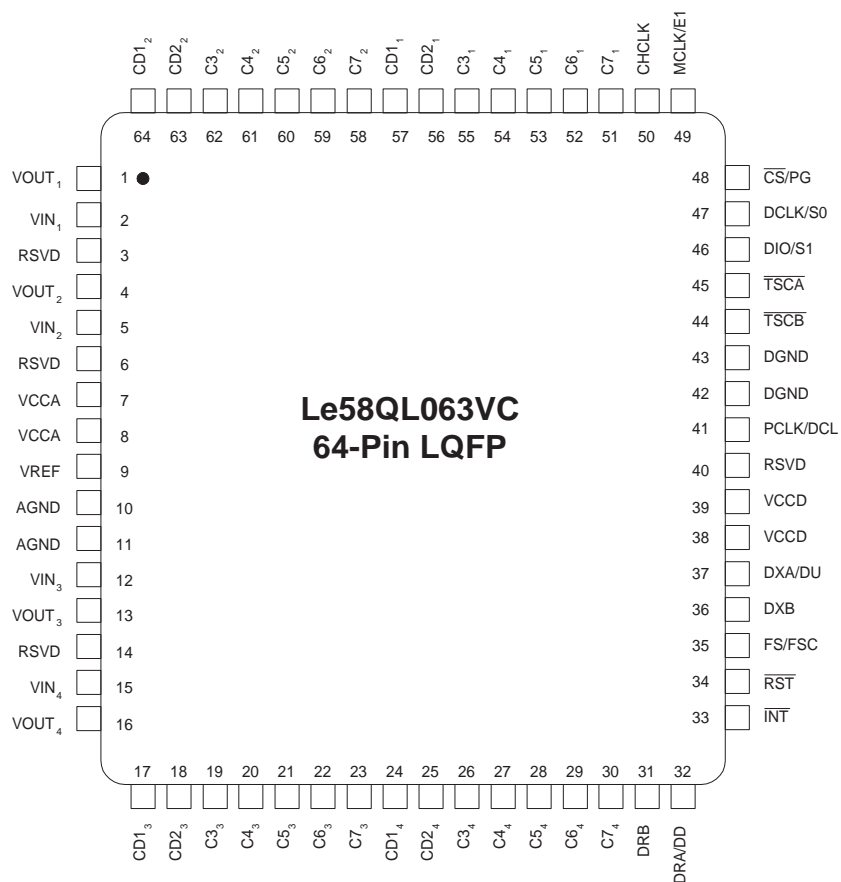 CD1₂ CD2₂ C3₂ C4₂ C5₂ C6₂ C7₂ CD1₁ CD2₁ C3₁ C4₁ C5₁ C6₁ C7₁ CHCLK MCLK/E1
64 63 62 61 60 59 58 57 56 55 54 53 52 51 50 49
VOUT₁ 1
VIN₁ 2
RSVD 3
VOUT₂ 4
VIN₂ 5
RSVD 6
VCCA 7
VCCA 8
VREF 9
AGND 10
AGND 11
VIN₃ 12
VOUT₃ 13
RSVD 14
VIN₄ 15
VOUT₄ 16
Le58QL063VC
64-Pin LQFP
48 C̅S̅/PG
47 DCLK/S0
46 DIO/S1
45 T̅S̅C̅A̅
44 T̅S̅C̅B̅
43 DGND
42 DGND
41 PCLK/DCL
40 RSVD
39 VCCD
38 VCCD
37 DXA/DU
36 DXB
35 FS/FSC
34 R̅S̅T̅
33 I̅N̅T̅
17 18 19 20 21 22 23 24 25 26 27 28 29 30 31 32
CD1₃ CD2₃ C3₃ C4₃ C5₃ C6₃ C7₃ CD1₄ CD2₄ C3₄ C4₄ C5₄ C6₄ C7₄ DRB DRA/DD